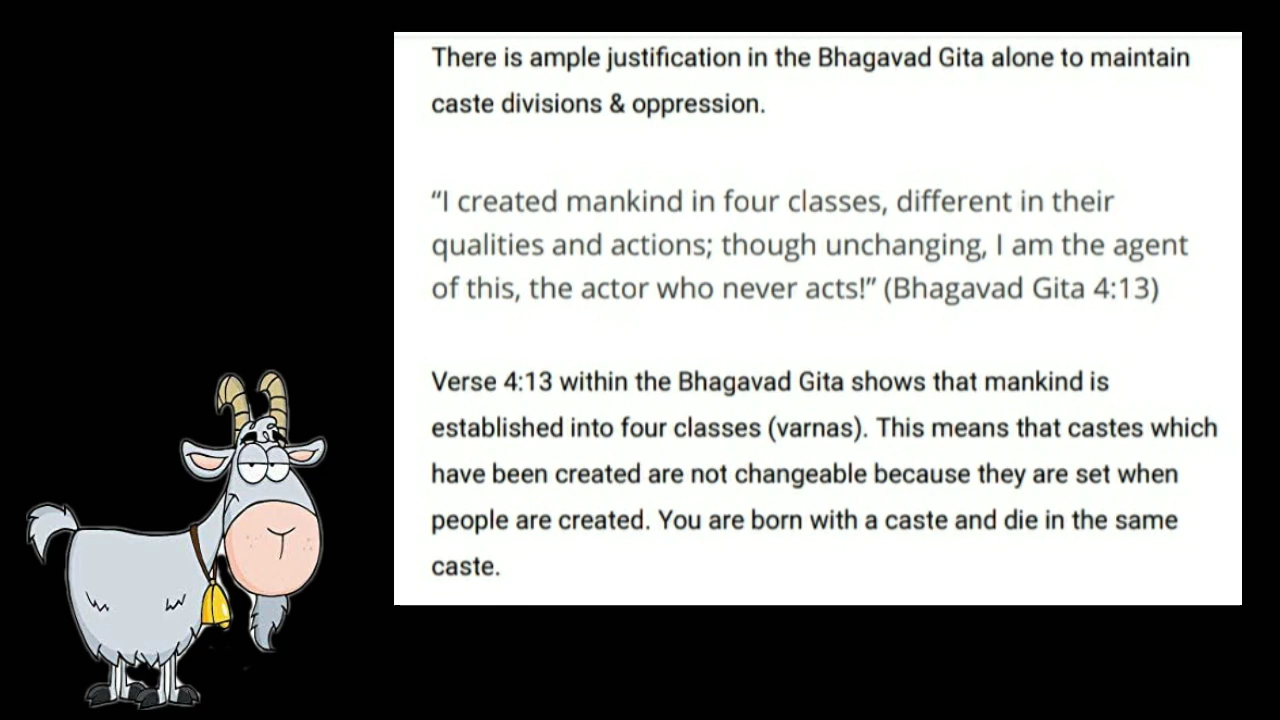 There is ample justification in the Bhagavad Gita alone to maintain
caste divisions & oppression.
“I created mankind in four classes, different in their
qualities and actions; though unchanging, I am the agent
of this, the actor who never acts!” (Bhagavad Gita 4:13)
Verse 4:13 within the Bhagavad Gita shows that mankind is
established into four classes (varnas). This means that castes which
have been created are not changeable because they are set when
people are created. You are born with a caste and die in the same
caste.